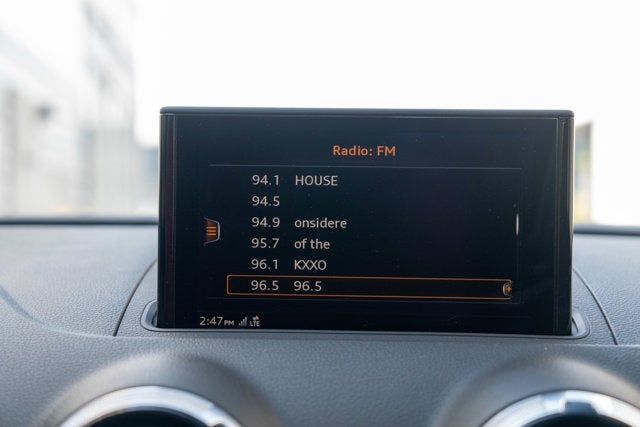 Radio: FM
94.1 HOUSE
94.5
94.9 onsidere
95.7 of the
96.1 KXXO
96.5 96.5
2:47PM LTE